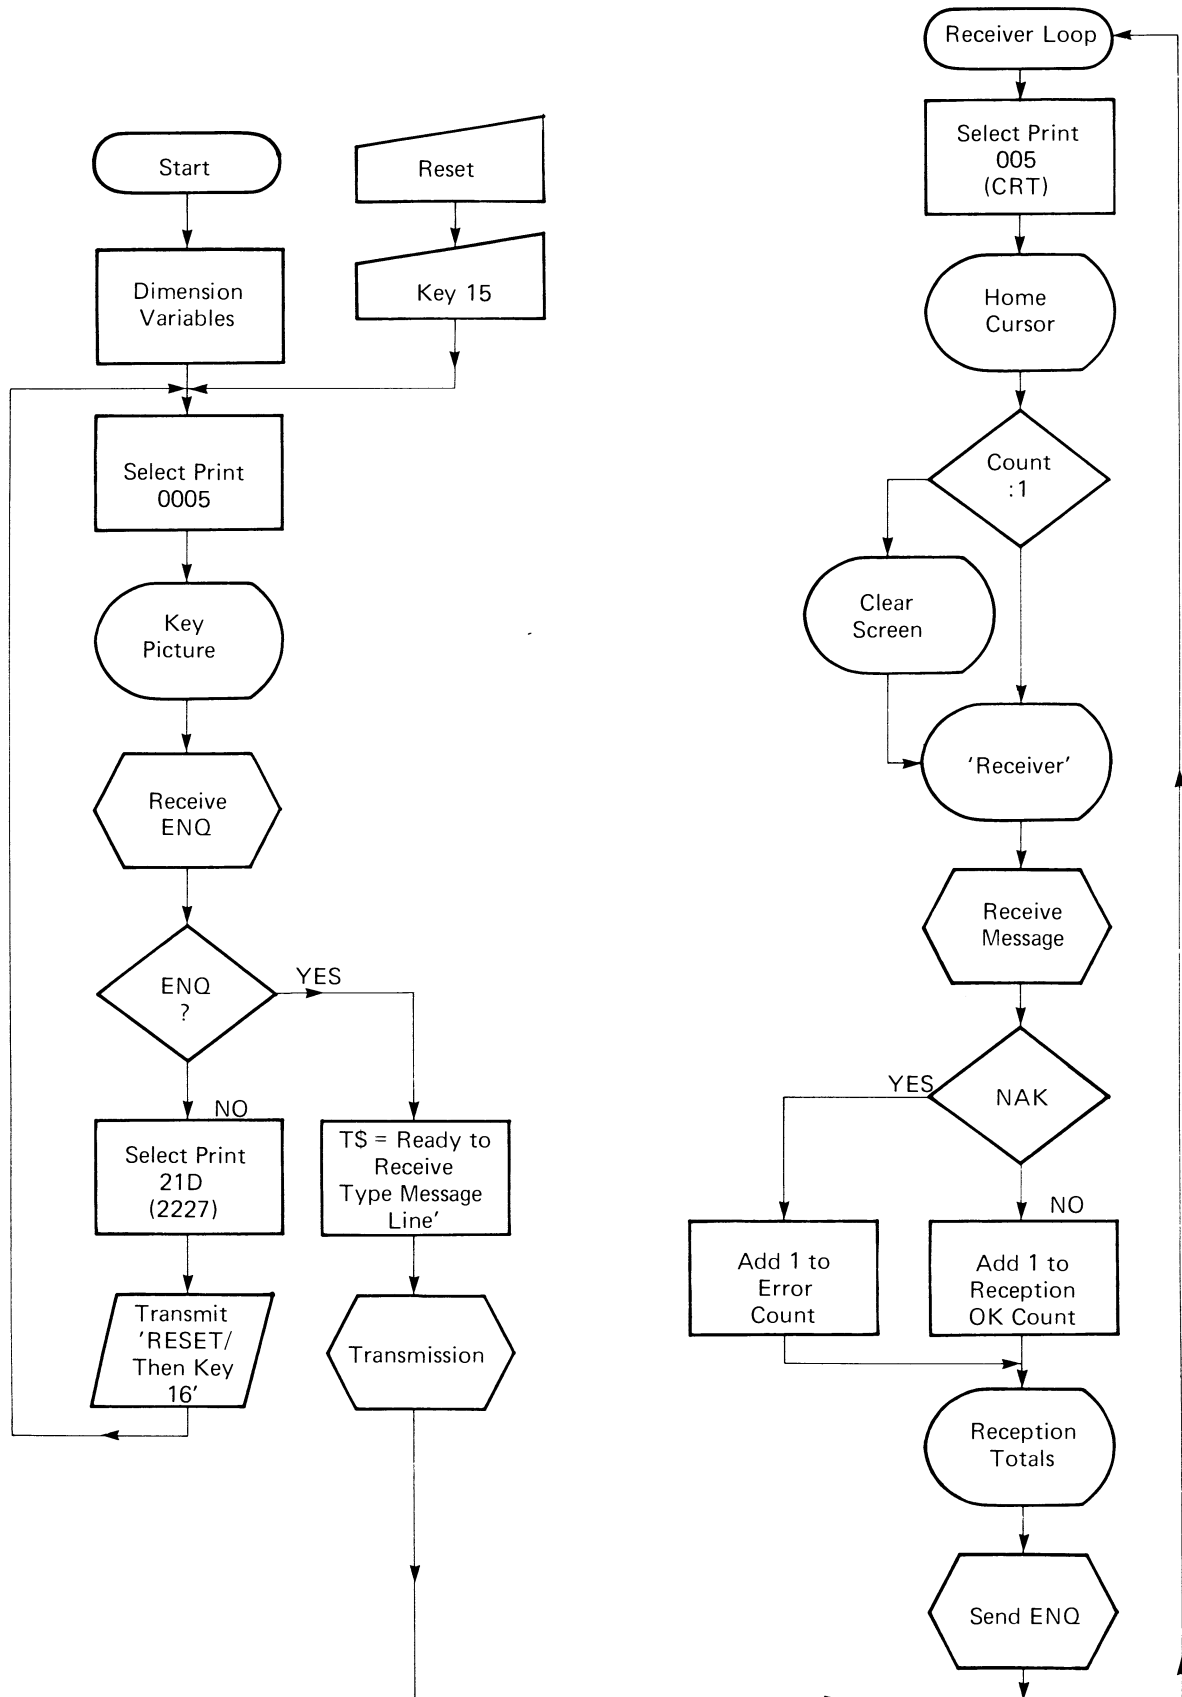 Start
Dimension
Variables
Reset
Key 15
Select Print
0005
Key
Picture
Receive
ENQ
ENQ
?
YES
NO
Select Print
21D
(2227)
T$ = Ready to
Receive
Type Message
Line'
Transmit
'RESET/
Then Key
16'
Transmission
Receiver Loop
Select Print
005
(CRT)
Home
Cursor
Count
:1
Clear
Screen
'Receiver'
Receive
Message
NAK
YES
NO
Add 1 to
Error
Count
Add 1 to
Reception
OK Count
Reception
Totals
Send ENQ